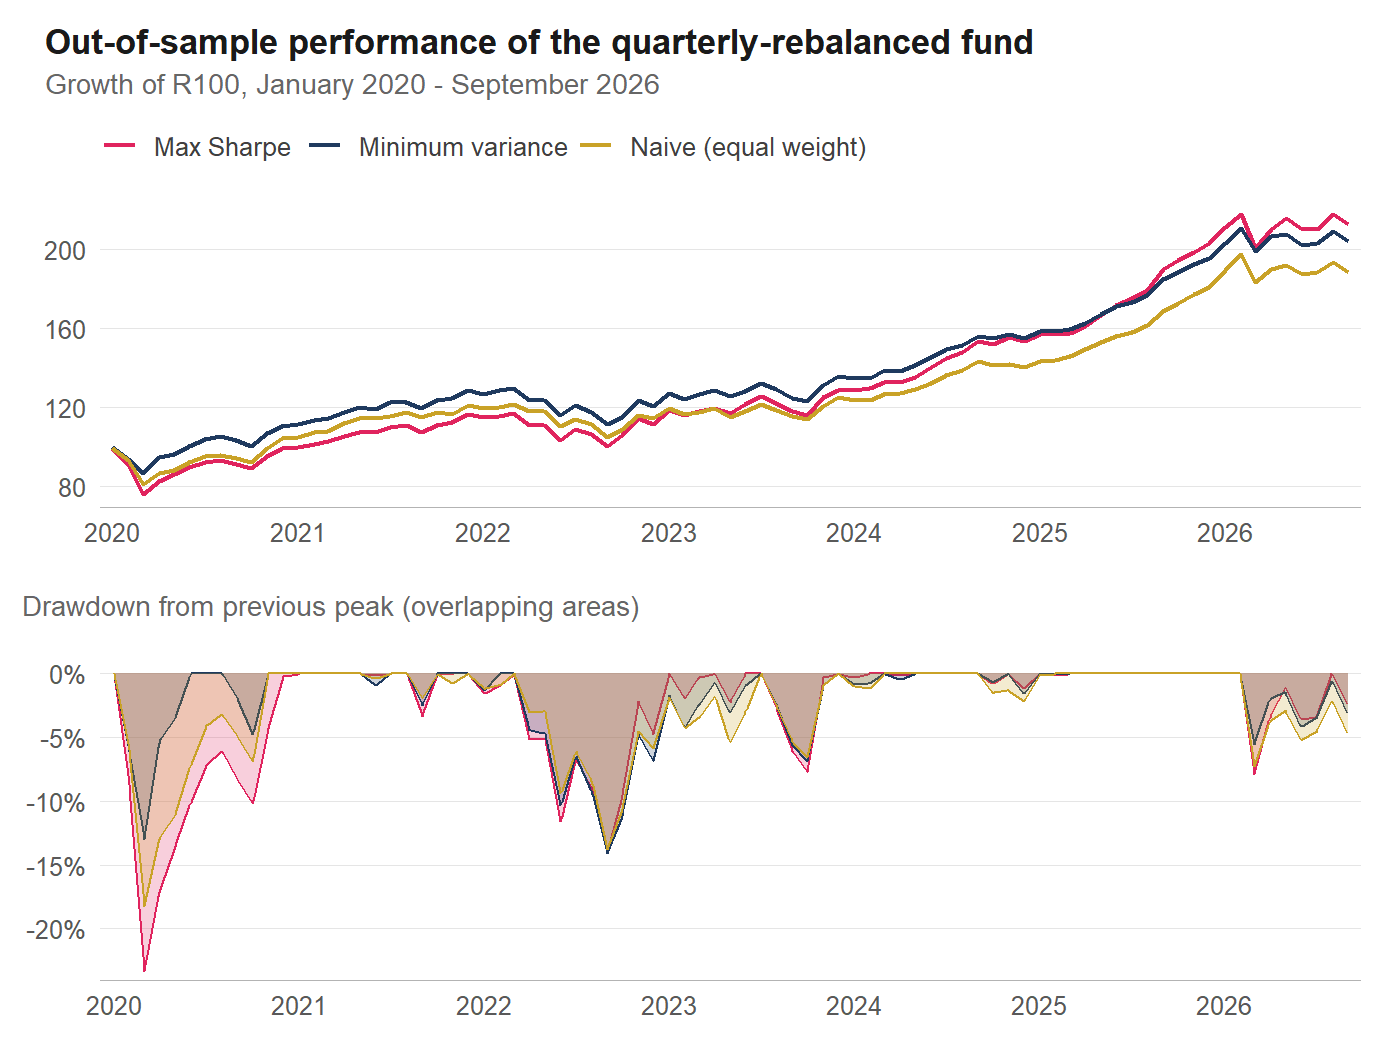 Out-of-sample performance of the quarterly-rebalanced fund
Growth of R100, January 2020 - September 2026
Max Sharpe Minimum variance Naive (equal weight)
200
160
120
80
2020 2021 2022 2023 2024 2025 2026
Drawdown from previous peak (overlapping areas)
0%
-5%
-10%
-15%
-20%
2020 2021 2022 2023 2024 2025 2026